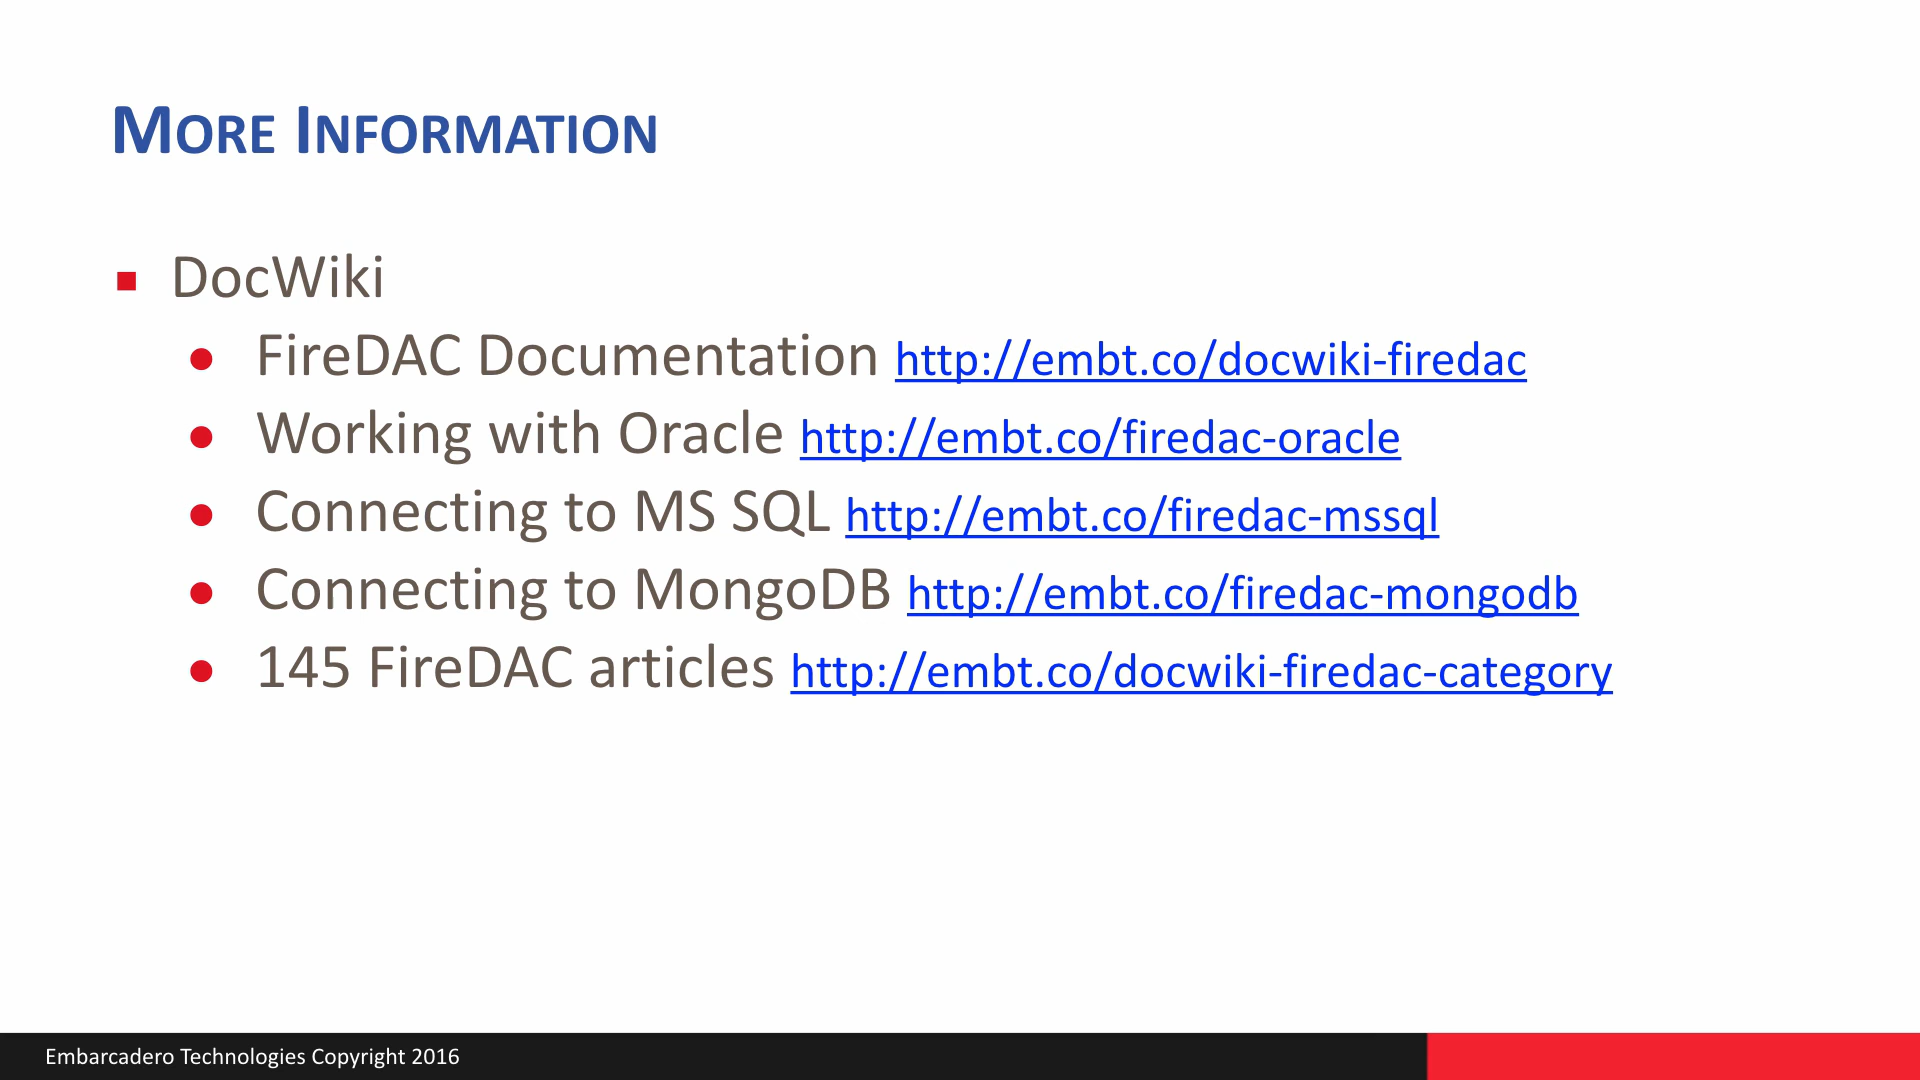 MORE INFORMATION
DocWiki
FireDAC Documentation http://embt.co/docwiki-firedac
Working with Oracle http://embt.co/firedac-oracle
Connecting to MS SQL http://embt.co/firedac-mssql
Connecting to MongoDB http://embt.co/firedac-mongodb
145 FireDAC articles http://embt.co/docwiki-firedac-category
Embarcadero Technologies Copyright 2016